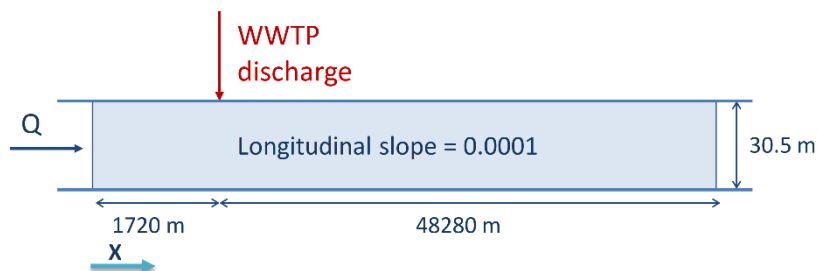 WWTP
discharge
Q
Longitudinal slope = 0.0001
30.5 m
1720 m
48280 m
X